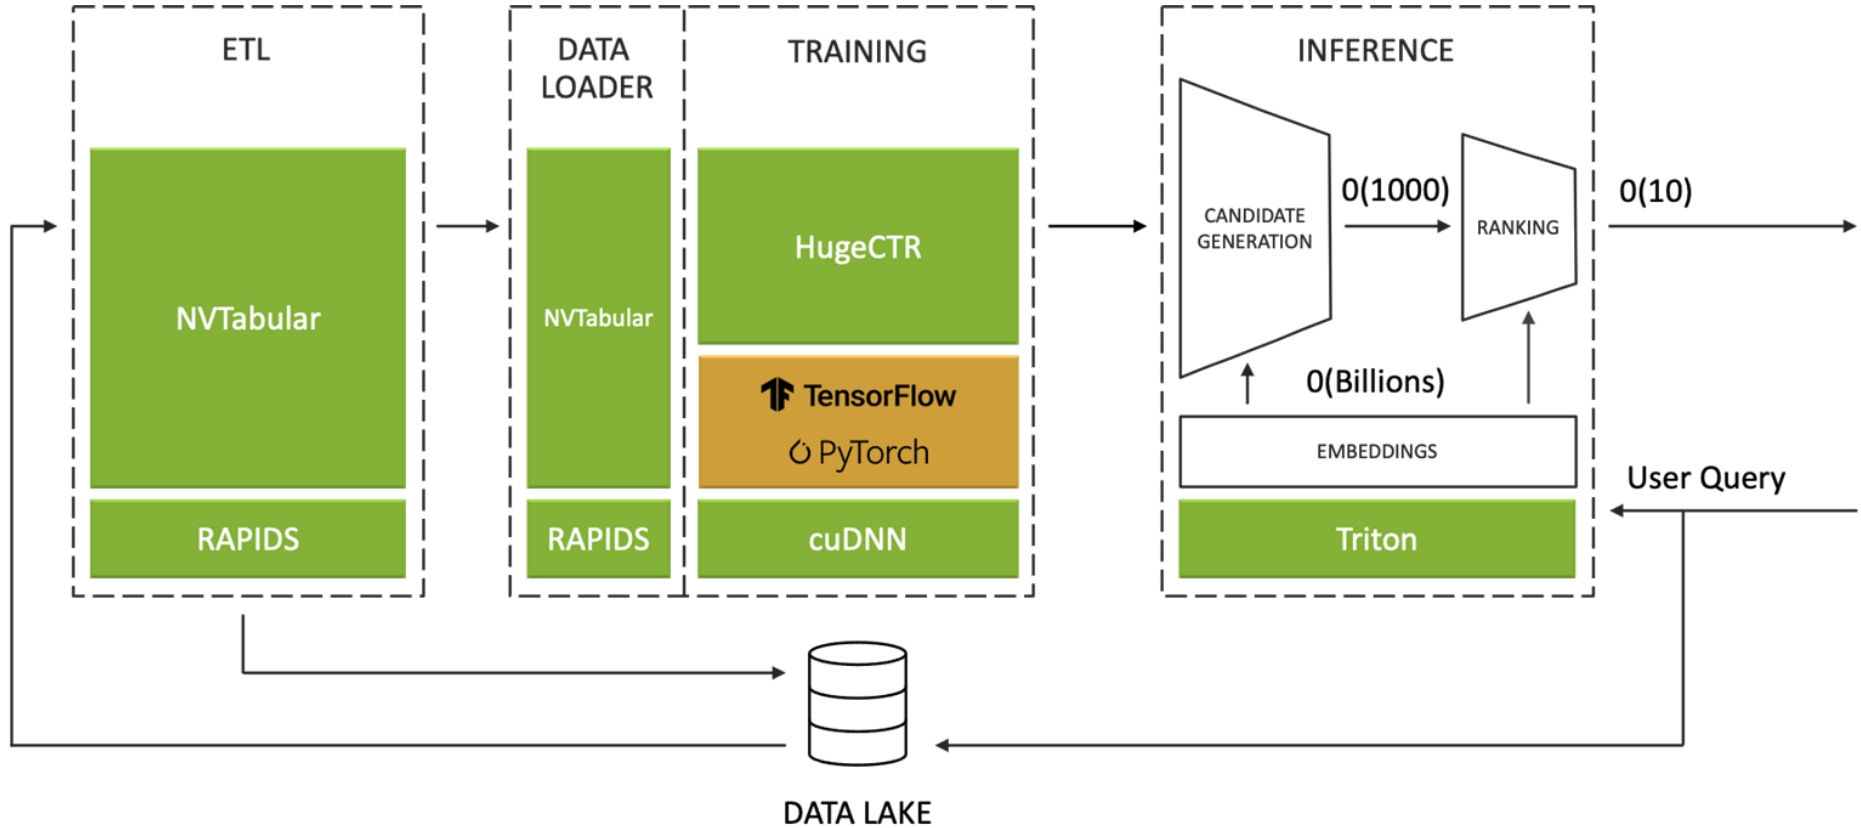 ETL
NVTabular
RAPIDS
DATA
LOADER
NVTabular
RAPIDS
TRAINING
HugeCTR
TensorFlow
PyTorch
cuDNN
INFERENCE
CANDIDATE
GENERATION
0(1000)
RANKING
0(10)
0(Billions)
EMBEDDINGS
Triton
User Query
DATA LAKE